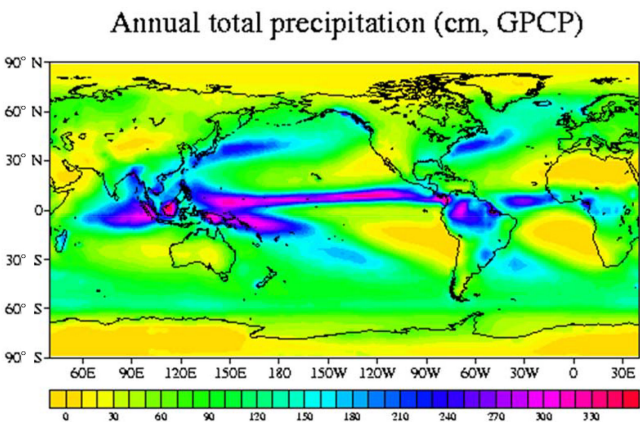 Annual total precipitation (cm, GPCP)
90° N
60° N
30° N
0
30° S
60° S
90° S
60E 90E 120E 150E 180 150W 120W 90W 60W 30W 0 30E
0 30 60 90 120 150 180 210 240 270 300 330